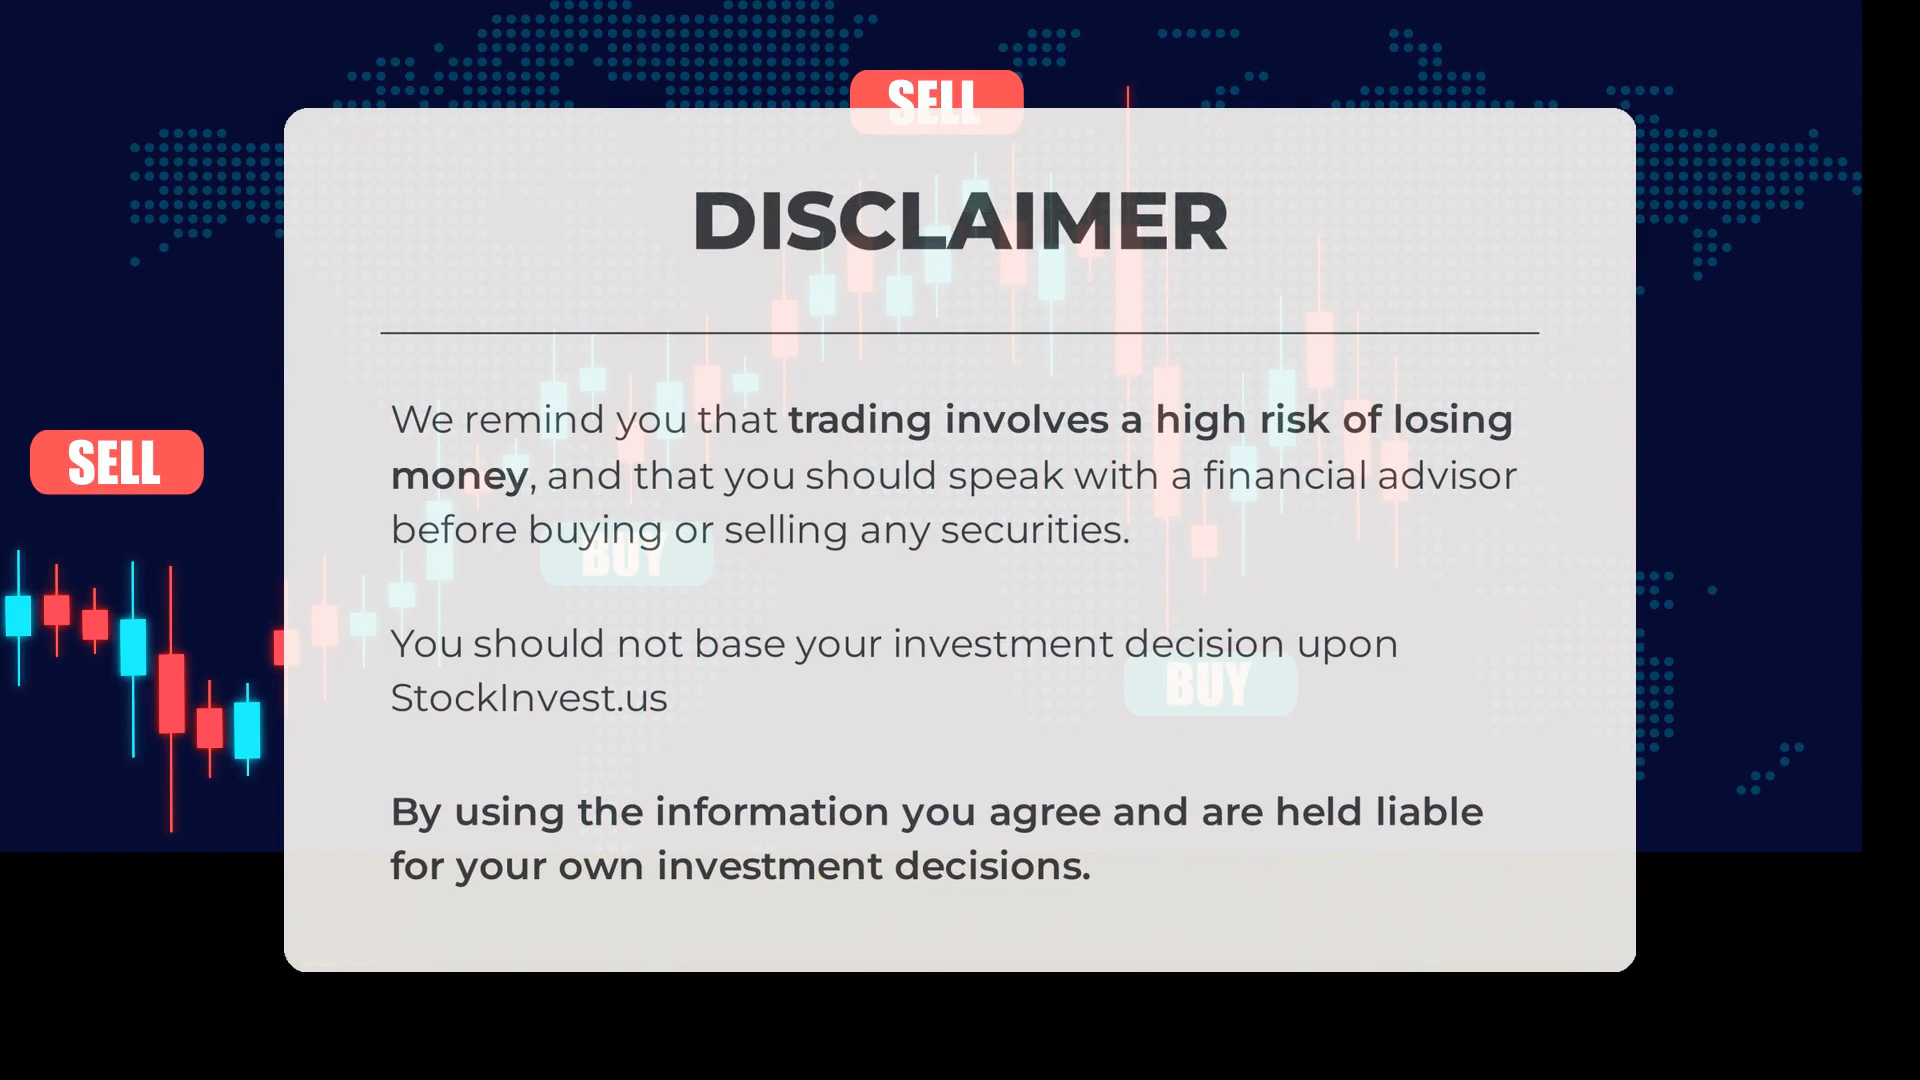 SELL
DISCLAIMER
We remind you that trading involves a high risk of losing
money, and that you should speak with a financial advisor
before buying or selling any securities.
SELL
BUY
You should not base your investment decision upon
StockInvest.us
BUY
By using the information you agree and are held liable
for your own investment decisions.